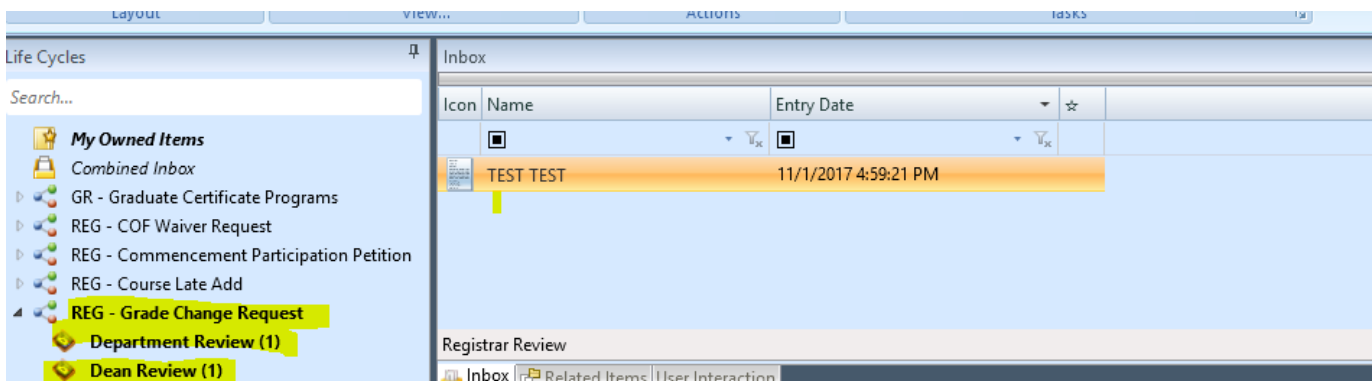 Layout View... Actions Tasks
Life Cycles
Search...
My Owned Items
Combined Inbox
GR - Graduate Certificate Programs
REG - COF Waiver Request
REG - Commencement Participation Petition
REG - Course Late Add
REG - Grade Change Request
Department Review (1)
Dean Review (1)
Inbox
Icon Name Entry Date
TEST TEST 11/1/2017 4:59:21 PM
Registrar Review
Inbox Related Items User Interaction